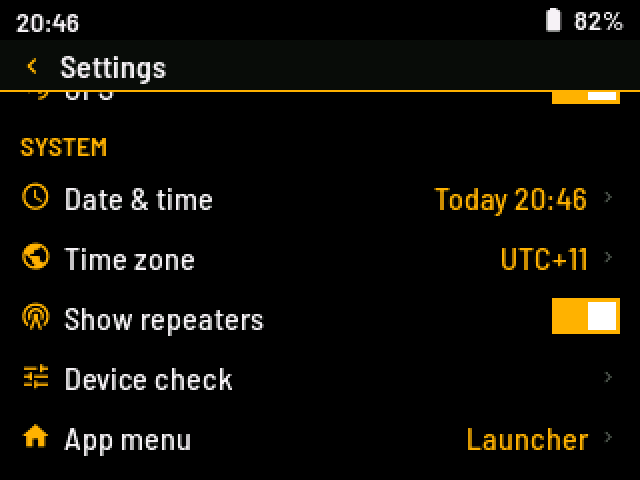 20:46 82%
Settings
GPS
SYSTEM
Date & time Today 20:46
Time zone UTC+11
Show repeaters
Device check
App menu Launcher